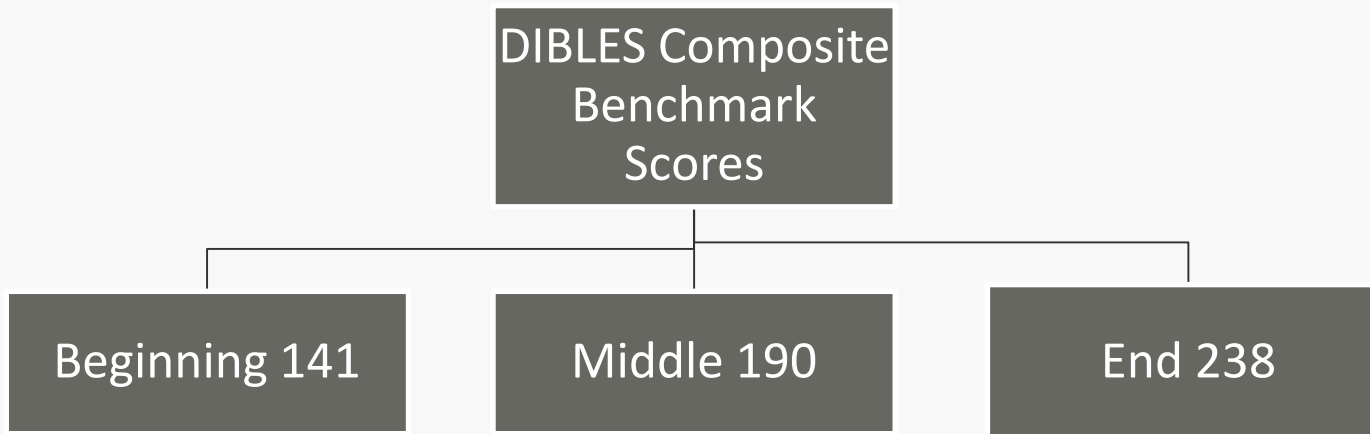 DIBLES Composite
Benchmark
Scores
Beginning 141
Middle 190
End 238